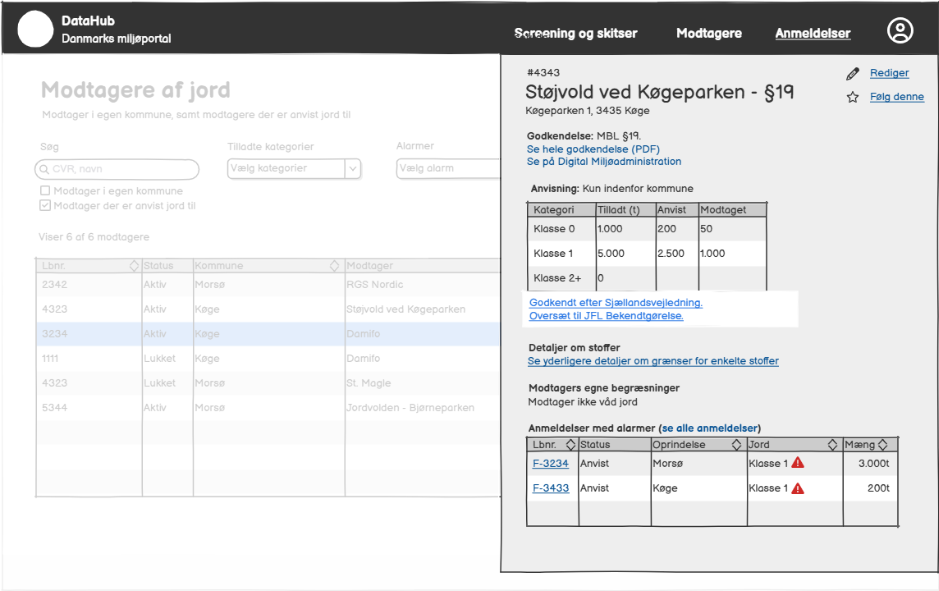 DataHub
Danmarks miljøportal
Screening og skitser
Modtagere
Anmeldelser
Modtagere af jord
Modtager i egen kommune, samt modtagere der er anvist jord til
Søg
Tilladte kategorier
Alarmer
CVR, navn
Vælg kategorier
Vælg alarm
Modtager i egen kommune
Modtager der er anvist jord til
Viser 6 af 6 modtagere
Lbnr. Status Kommune Modtager
2342 Aktiv Morsø RGS Nordic
4323 Aktiv Køge Støjvold ved Køgeparken
3234 Aktiv Køge Damifo
1111 Lukket Køge Damifo
4323 Lukket Morsø St. Magle
5344 Aktiv Morsø Jordvolden - Bjørneparken
#4343
Støjvold ved Køgeparken - §19
Køgeparken 1, 3435 Køge
Rediger
Følg denne
Godkendelse: MBL §19.
Se hele godkendelse (PDF)
Se på Digital Miljøadministration
Anvisning: Kun indenfor kommune
Kategori Tilladt (t) Anvist Modtaget
Klasse 0 1.000 200 50
Klasse 1 5.000 2.500 1.000
Klasse 2+ 0
Godkendt efter Sjællandsvejledning.
Oversæt til JFL Bekendtgørelse.
Detaljer om stoffer
Se yderligere detaljer om grænser for enkelte stoffer
Modtagers egne begræsninger
Modtager ikke våd jord
Anmeldelser med alarmer (se alle anmeldelser)
Lbnr. Status Oprindelse Jord Mæng
F-3234 Anvist Morsø Klasse 1 3.000t
F-3433 Anvist Køge Klasse 1 200t